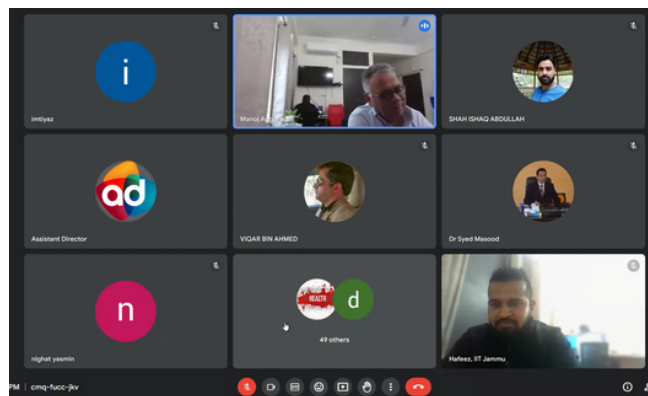 i
imtiyaz
Manoj
SHAH ISHAQ ABDULLAH
ad
Assistant Director
VIQAR BIN AHMED
Dr Syed Masood
n
nighat yasmin
HEALTH
d
49 others
Hafeez, IIT Jammu
PM | cmq-fucc-jkv